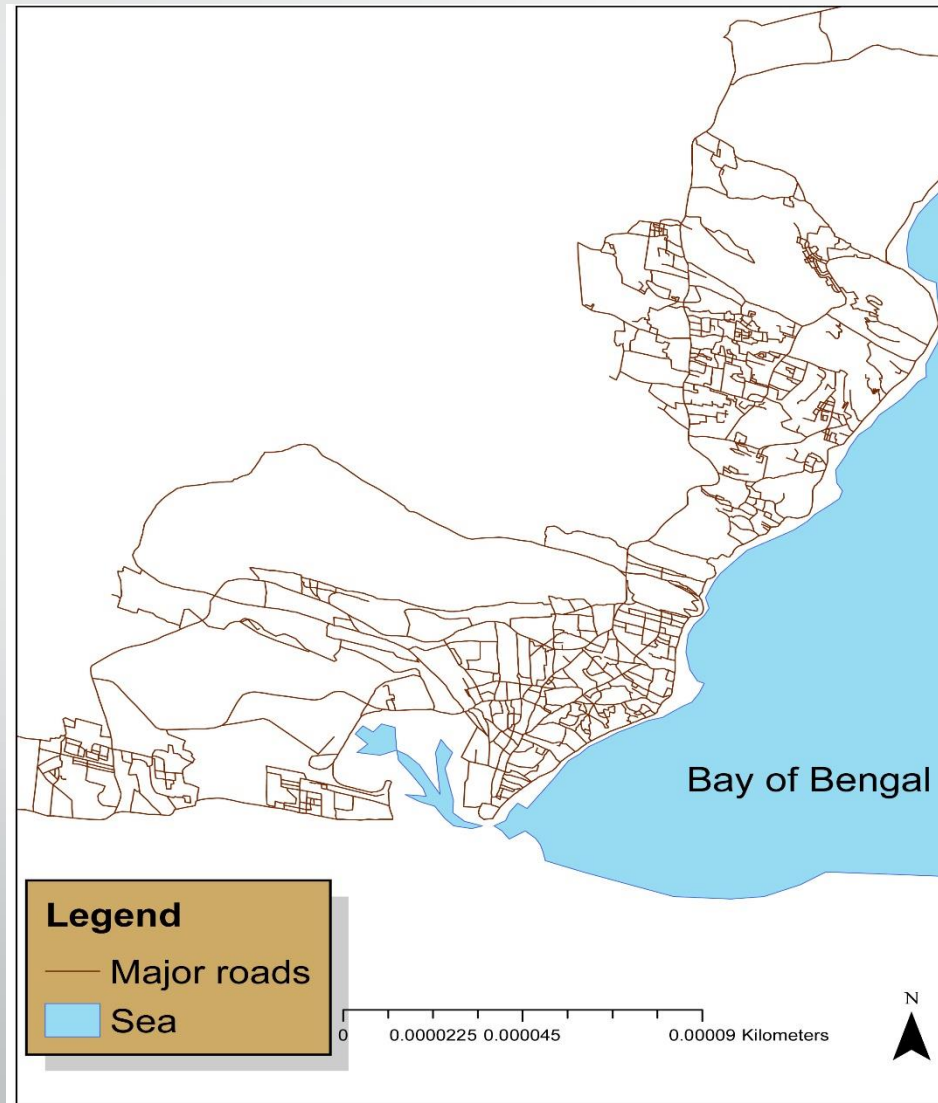 Bay of Bengal
Legend
Major roads
Sea
0 0.0000225 0.000045 0.00009 Kilometers
N